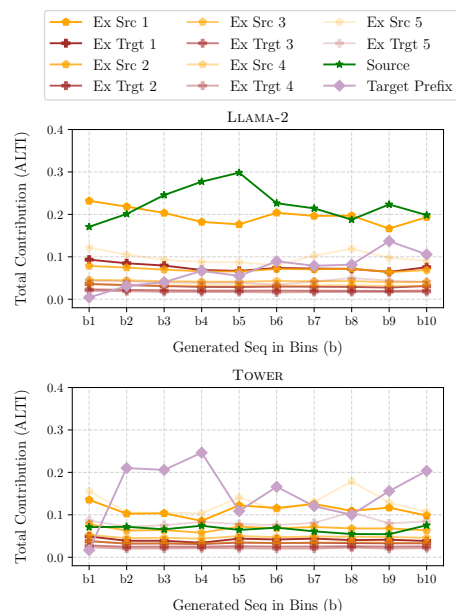 Ex Src 1 Ex Src 3 Ex Src 5
Ex Trgt 1 Ex Trgt 3 Ex Trgt 5
Ex Src 2 Ex Src 4 Source
Ex Trgt 2 Ex Trgt 4 Target Prefix
LLAMA-2
Total Contribution (ALTI)
0.4
0.3
0.2
0.1
0.0
b1 b2 b3 b4 b5 b6 b7 b8 b9 b10
Generated Seq in Bins (b)
TOWER
Total Contribution (ALTI)
0.4
0.3
0.2
0.1
0.0
b1 b2 b3 b4 b5 b6 b7 b8 b9 b10
Generated Seq in Bins (b)